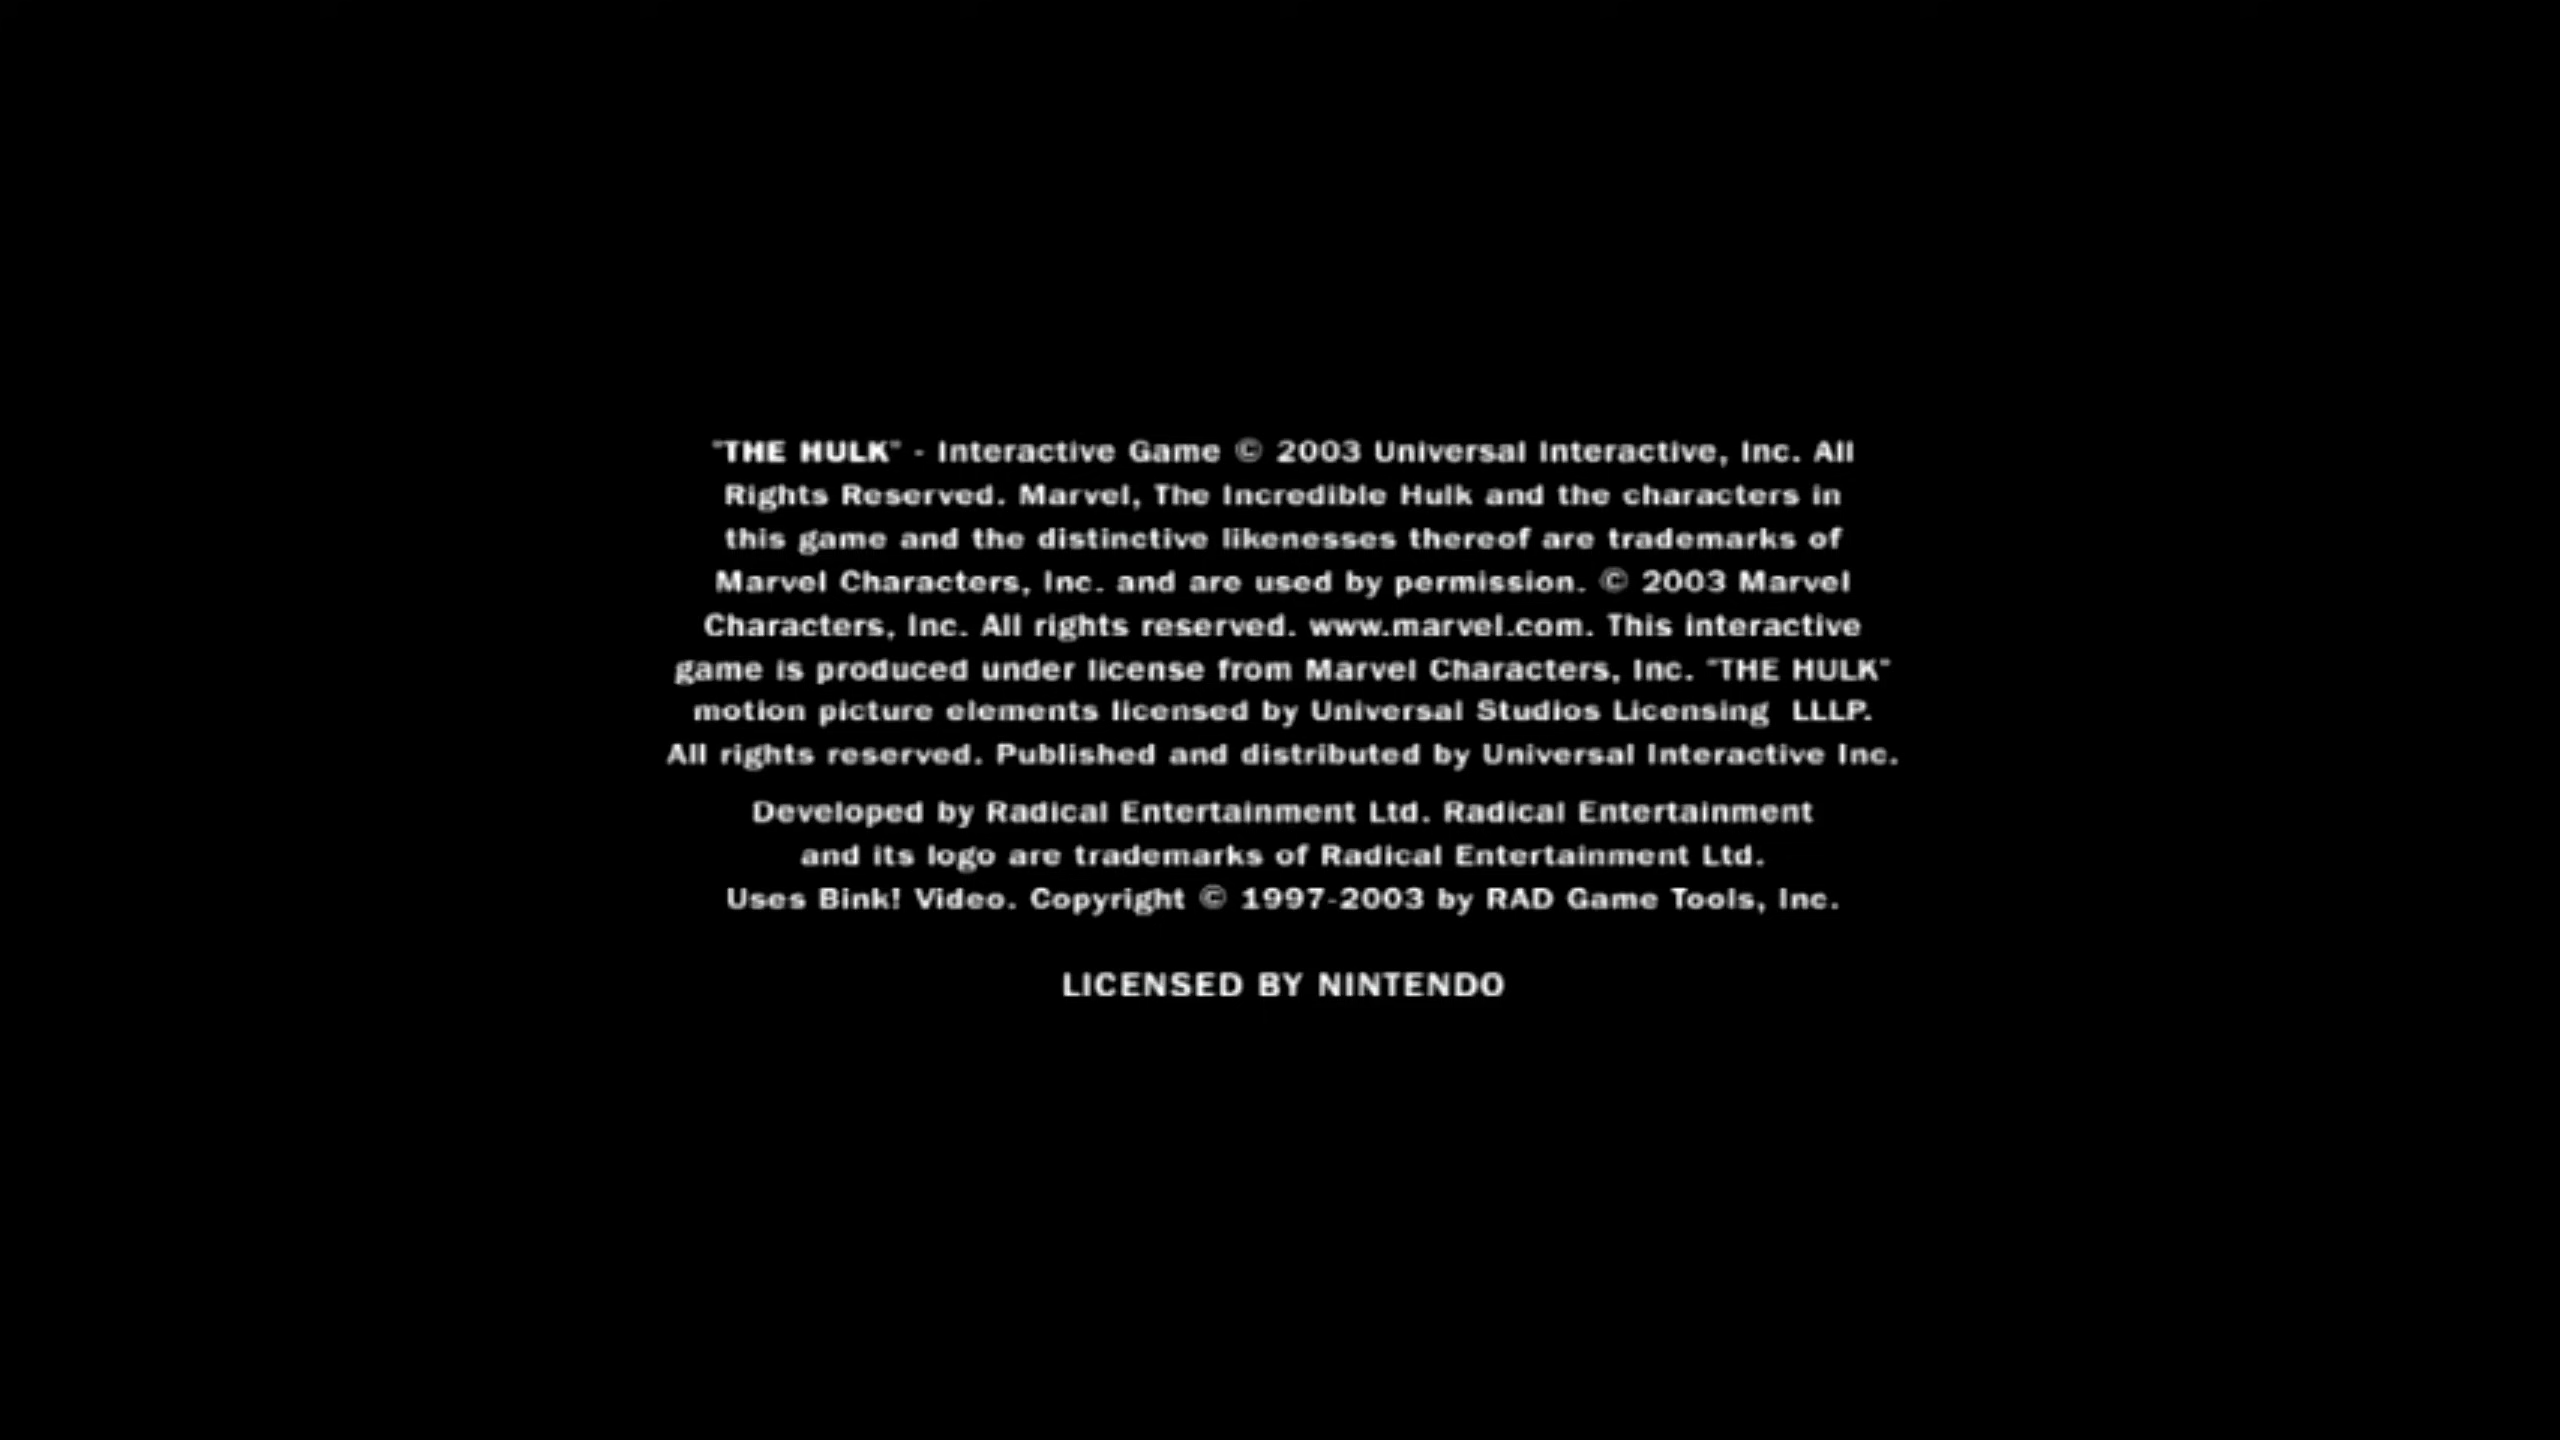 "THE HULK" - Interactive Game © 2003 Universal Interactive, Inc. All
Rights Reserved. Marvel, The Incredible Hulk and the characters in
this game and the distinctive likenesses thereof are trademarks of
Marvel Characters, Inc. and are used by permission. © 2003 Marvel
Characters, Inc. All rights reserved. www.marvel.com. This interactive
game is produced under license from Marvel Characters, Inc. "THE HULK"
motion picture elements licensed by Universal Studios Licensing  LLLP.
All rights reserved. Published and distributed by Universal Interactive Inc.
Developed by Radical Entertainment Ltd. Radical Entertainment
and its logo are trademarks of Radical Entertainment Ltd.
Uses Bink! Video. Copyright © 1997-2003 by RAD Game Tools, Inc.
LICENSED BY NINTENDO